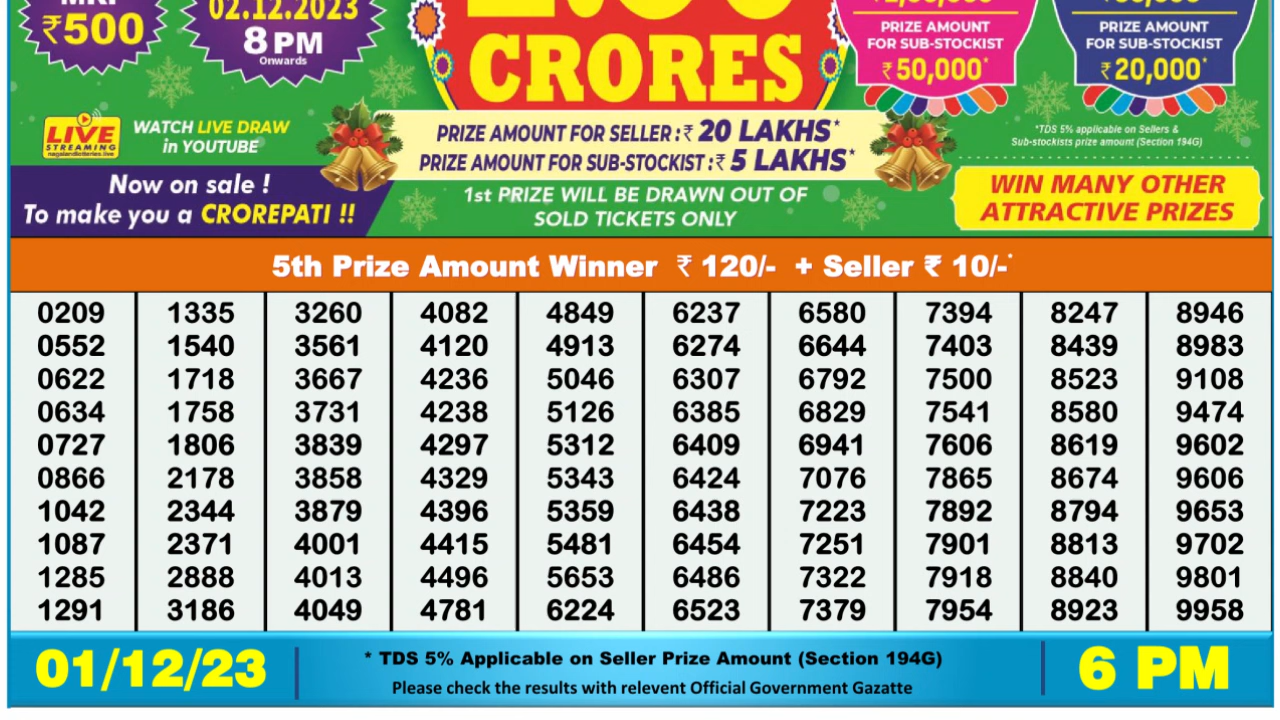 MRP
₹500
02.12.2023
8 PM
Onwards
CRORES
PRIZE AMOUNT
FOR SUB-STOCKIST
₹50,000*
PRIZE AMOUNT
FOR SUB-STOCKIST
₹20,000*
LIVE
STREAMING
nagalandlotteries.live
WATCH LIVE DRAW
in YOUTUBE
PRIZE AMOUNT FOR SELLER :₹ 20 LAKHS*
PRIZE AMOUNT FOR SUB-STOCKIST :₹ 5 LAKHS*
*TDS 5% applicable on Sellers &
Sub-stockists prize amount (Section 194G)
Now on sale !
To make you a CROREPATI !!
1st PRIZE WILL BE DRAWN OUT OF
SOLD TICKETS ONLY
WIN MANY OTHER
ATTRACTIVE PRIZES
5th Prize Amount Winner ₹ 120/- + Seller ₹ 10/-*
0209 1335 3260 4082 4849 6237 6580 7394 8247 8946
0552 1540 3561 4120 4913 6274 6644 7403 8439 8983
0622 1718 3667 4236 5046 6307 6792 7500 8523 9108
0634 1758 3731 4238 5126 6385 6829 7541 8580 9474
0727 1806 3839 4297 5312 6409 6941 7606 8619 9602
0866 2178 3858 4329 5343 6424 7076 7865 8674 9606
1042 2344 3879 4396 5359 6438 7223 7892 8794 9653
1087 2371 4001 4415 5481 6454 7251 7901 8813 9702
1285 2888 4013 4496 5653 6486 7322 7918 8840 9801
1291 3186 4049 4781 6224 6523 7379 7954 8923 9958
01/12/23
* TDS 5% Applicable on Seller Prize Amount (Section 194G)
Please check the results with relevent Official Government Gazatte
6 PM